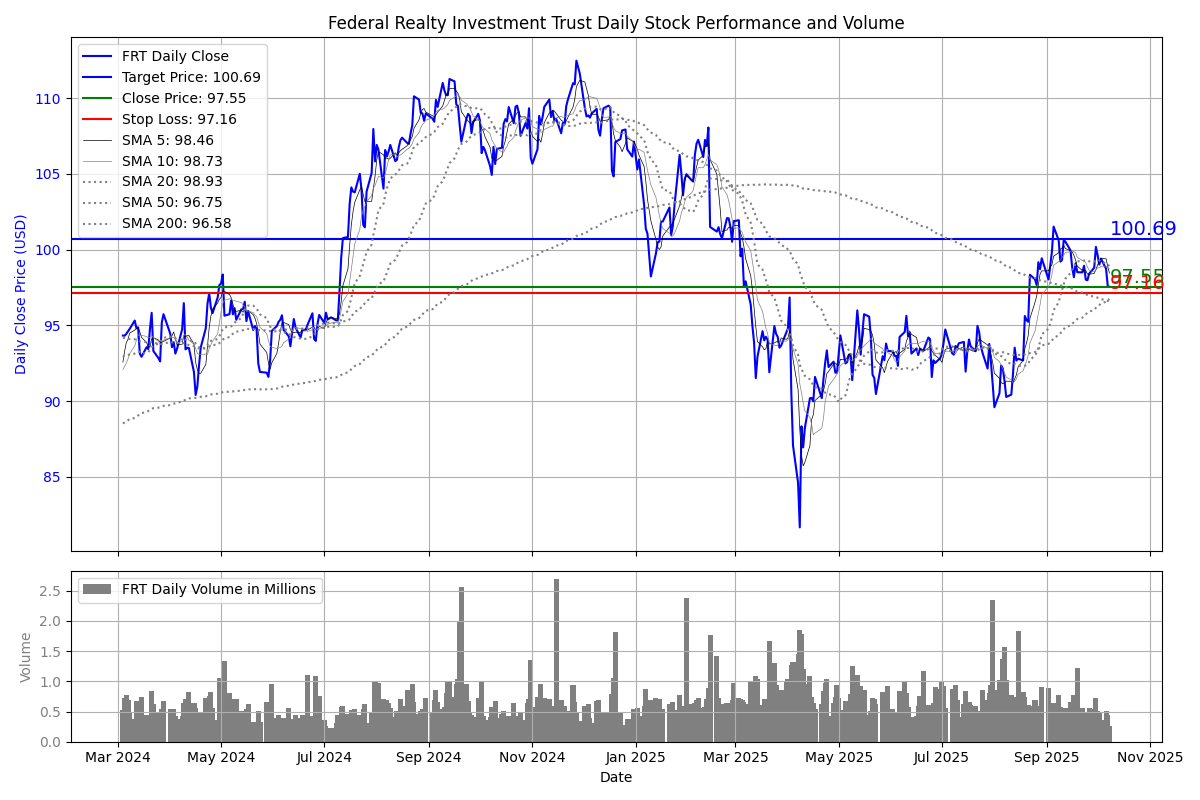 Federal Realty Investment Trust Daily Stock Performance and Volume
FRT Daily Close
Target Price: 100.69
Close Price: 97.55
Stop Loss: 97.16
SMA 5: 98.46
SMA 10: 98.73
SMA 20: 98.93
SMA 50: 96.75
SMA 200: 96.58
110
105
100
95
90
85
Daily Close Price (USD)
100.69
97.55
97.16
FRT Daily Volume in Millions
2.5
2.0
1.5
1.0
0.5
0.0
Volume
Mar 2024 May 2024 Jul 2024 Sep 2024 Nov 2024 Jan 2025 Mar 2025 May 2025 Jul 2025 Sep 2025 Nov 2025
Date